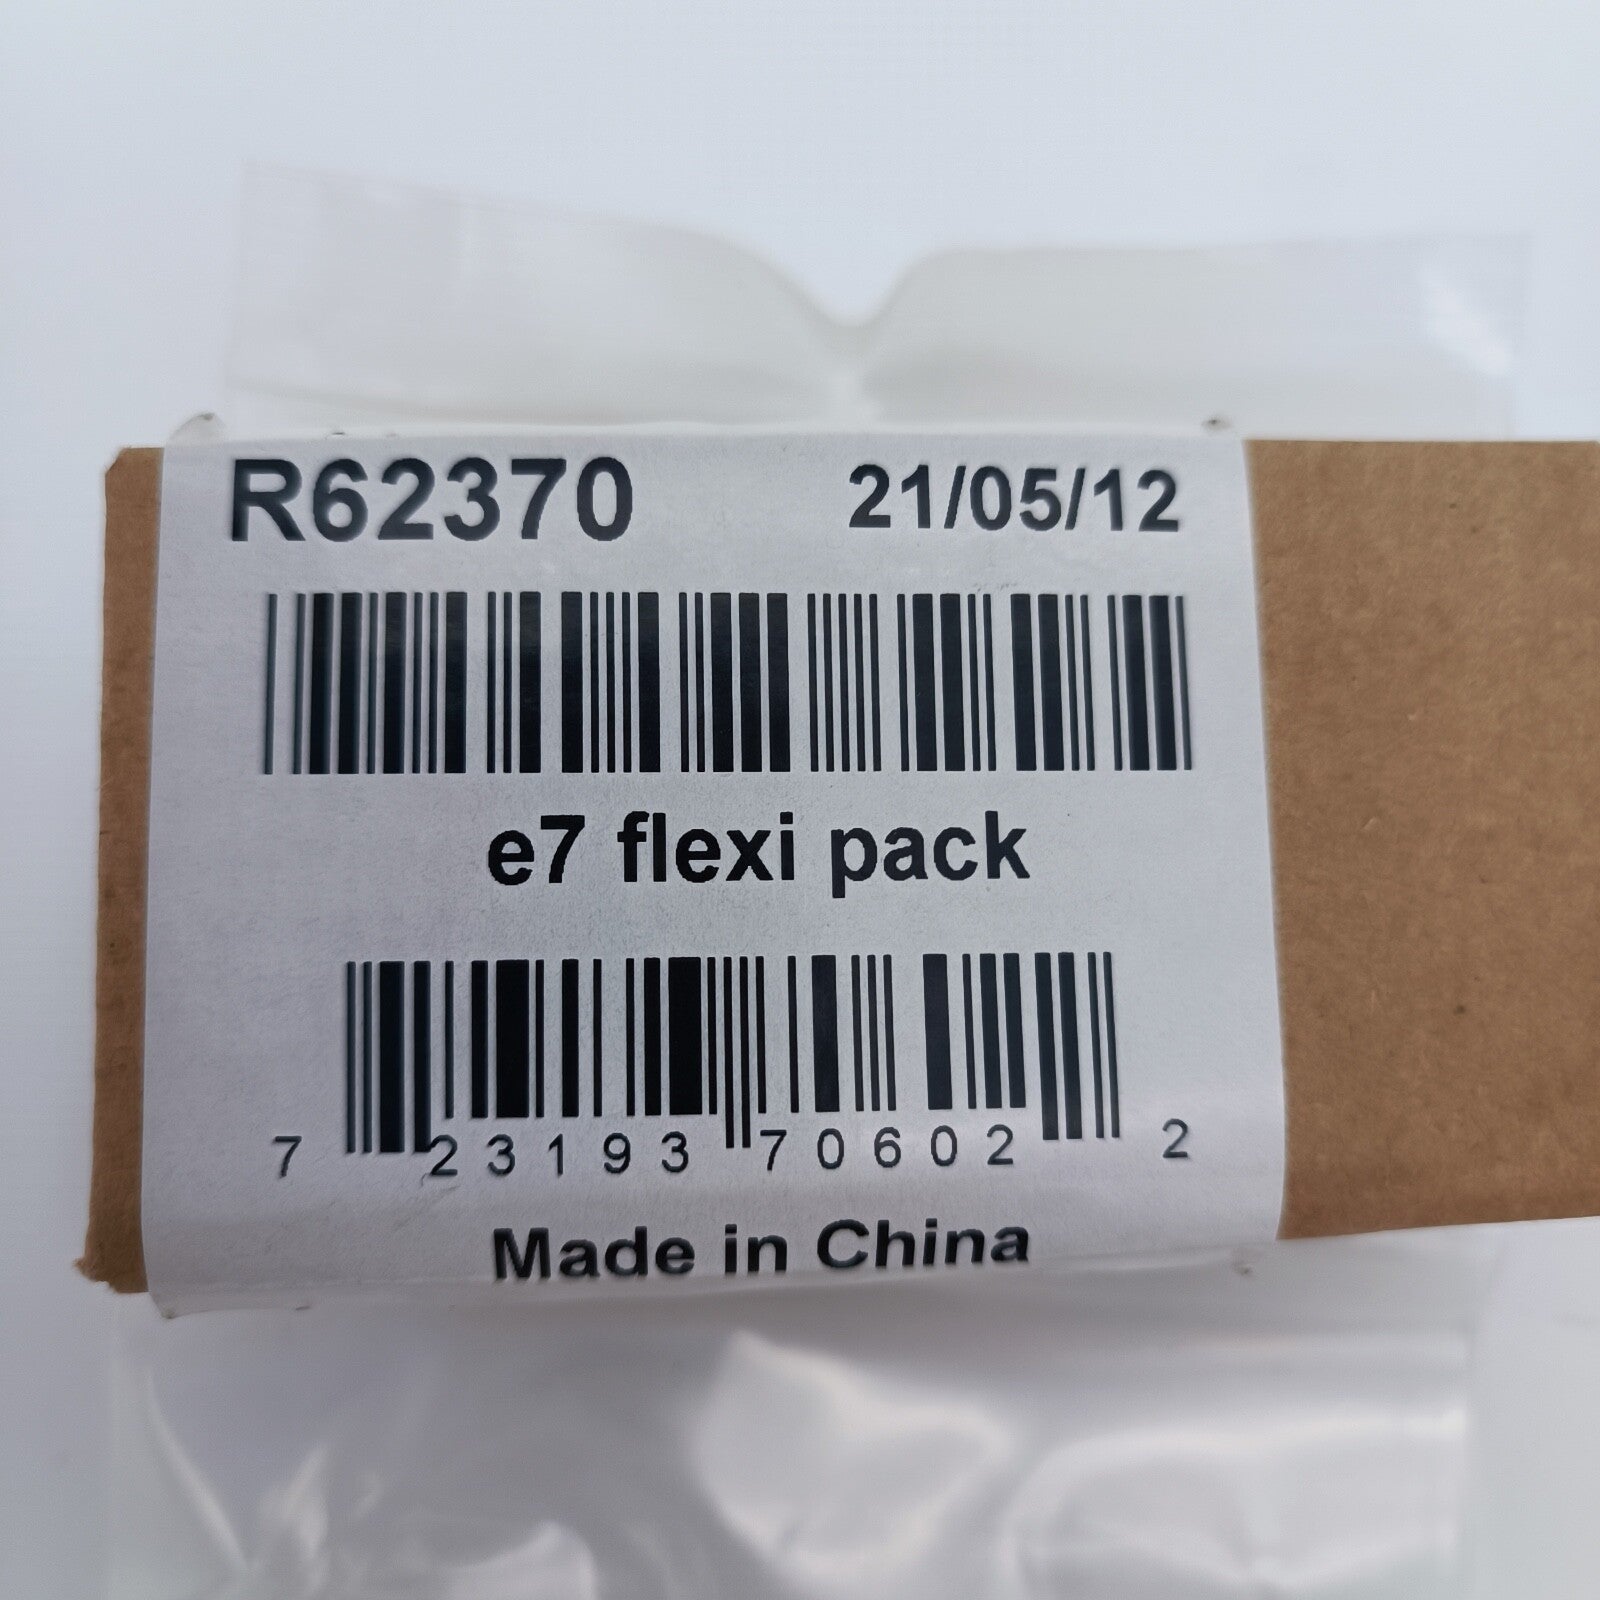 R62370 21/05/12
e7 flexi pack
7 23193 70602 2
Made in China